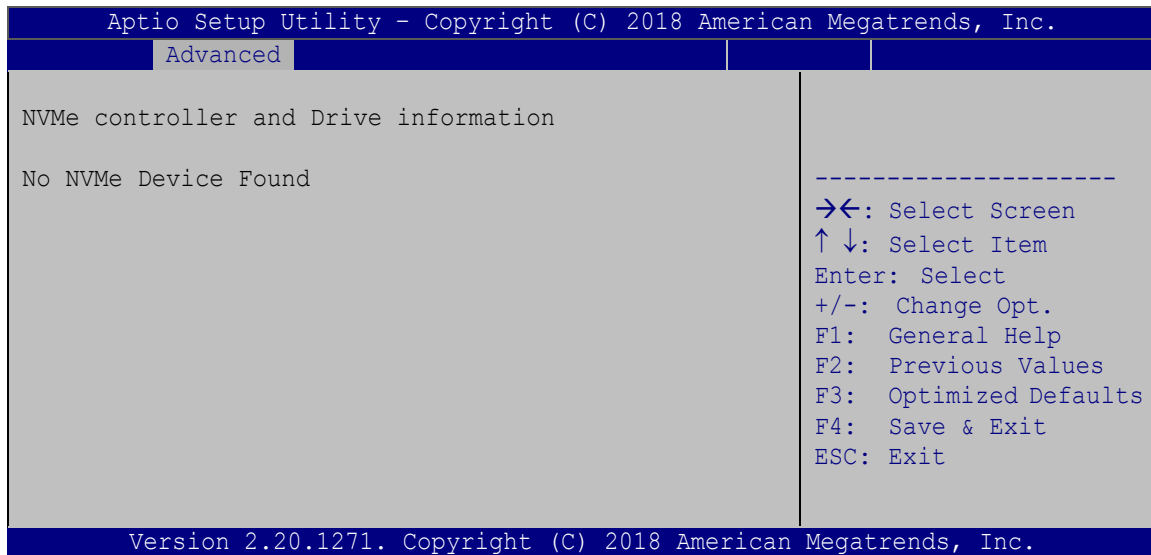 Aptio Setup Utility – Copyright (C) 2018 American Megatrends, Inc.
Advanced
NVMe controller and Drive information
No NVMe Device Found
---------------------
→←: Select Screen
↑ ↓: Select Item
Enter: Select
+/-: Change Opt.
F1: General Help
F2: Previous Values
F3: Optimized Defaults
F4: Save & Exit
ESC: Exit
Version 2.20.1271. Copyright (C) 2018 American Megatrends, Inc.